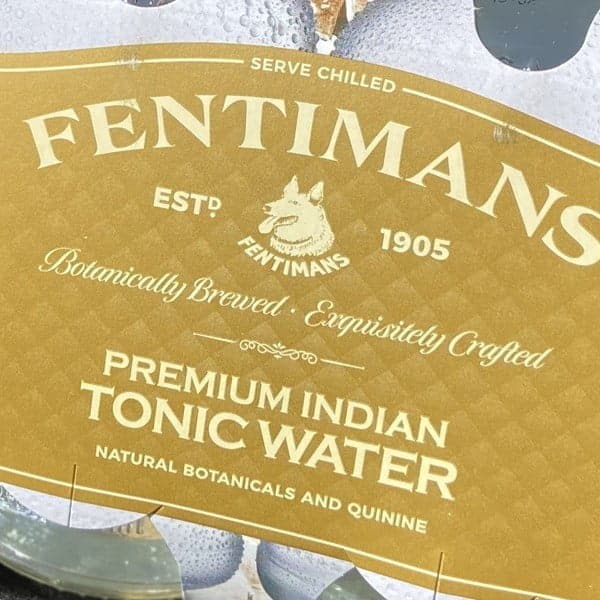 SERVE CHILLED
FENTIMANS
ESTD 1905
FENTIMANS
Botanically Brewed · Exquisitely Crafted
PREMIUM INDIAN
TONIC WATER
NATURAL BOTANICALS AND QUININE